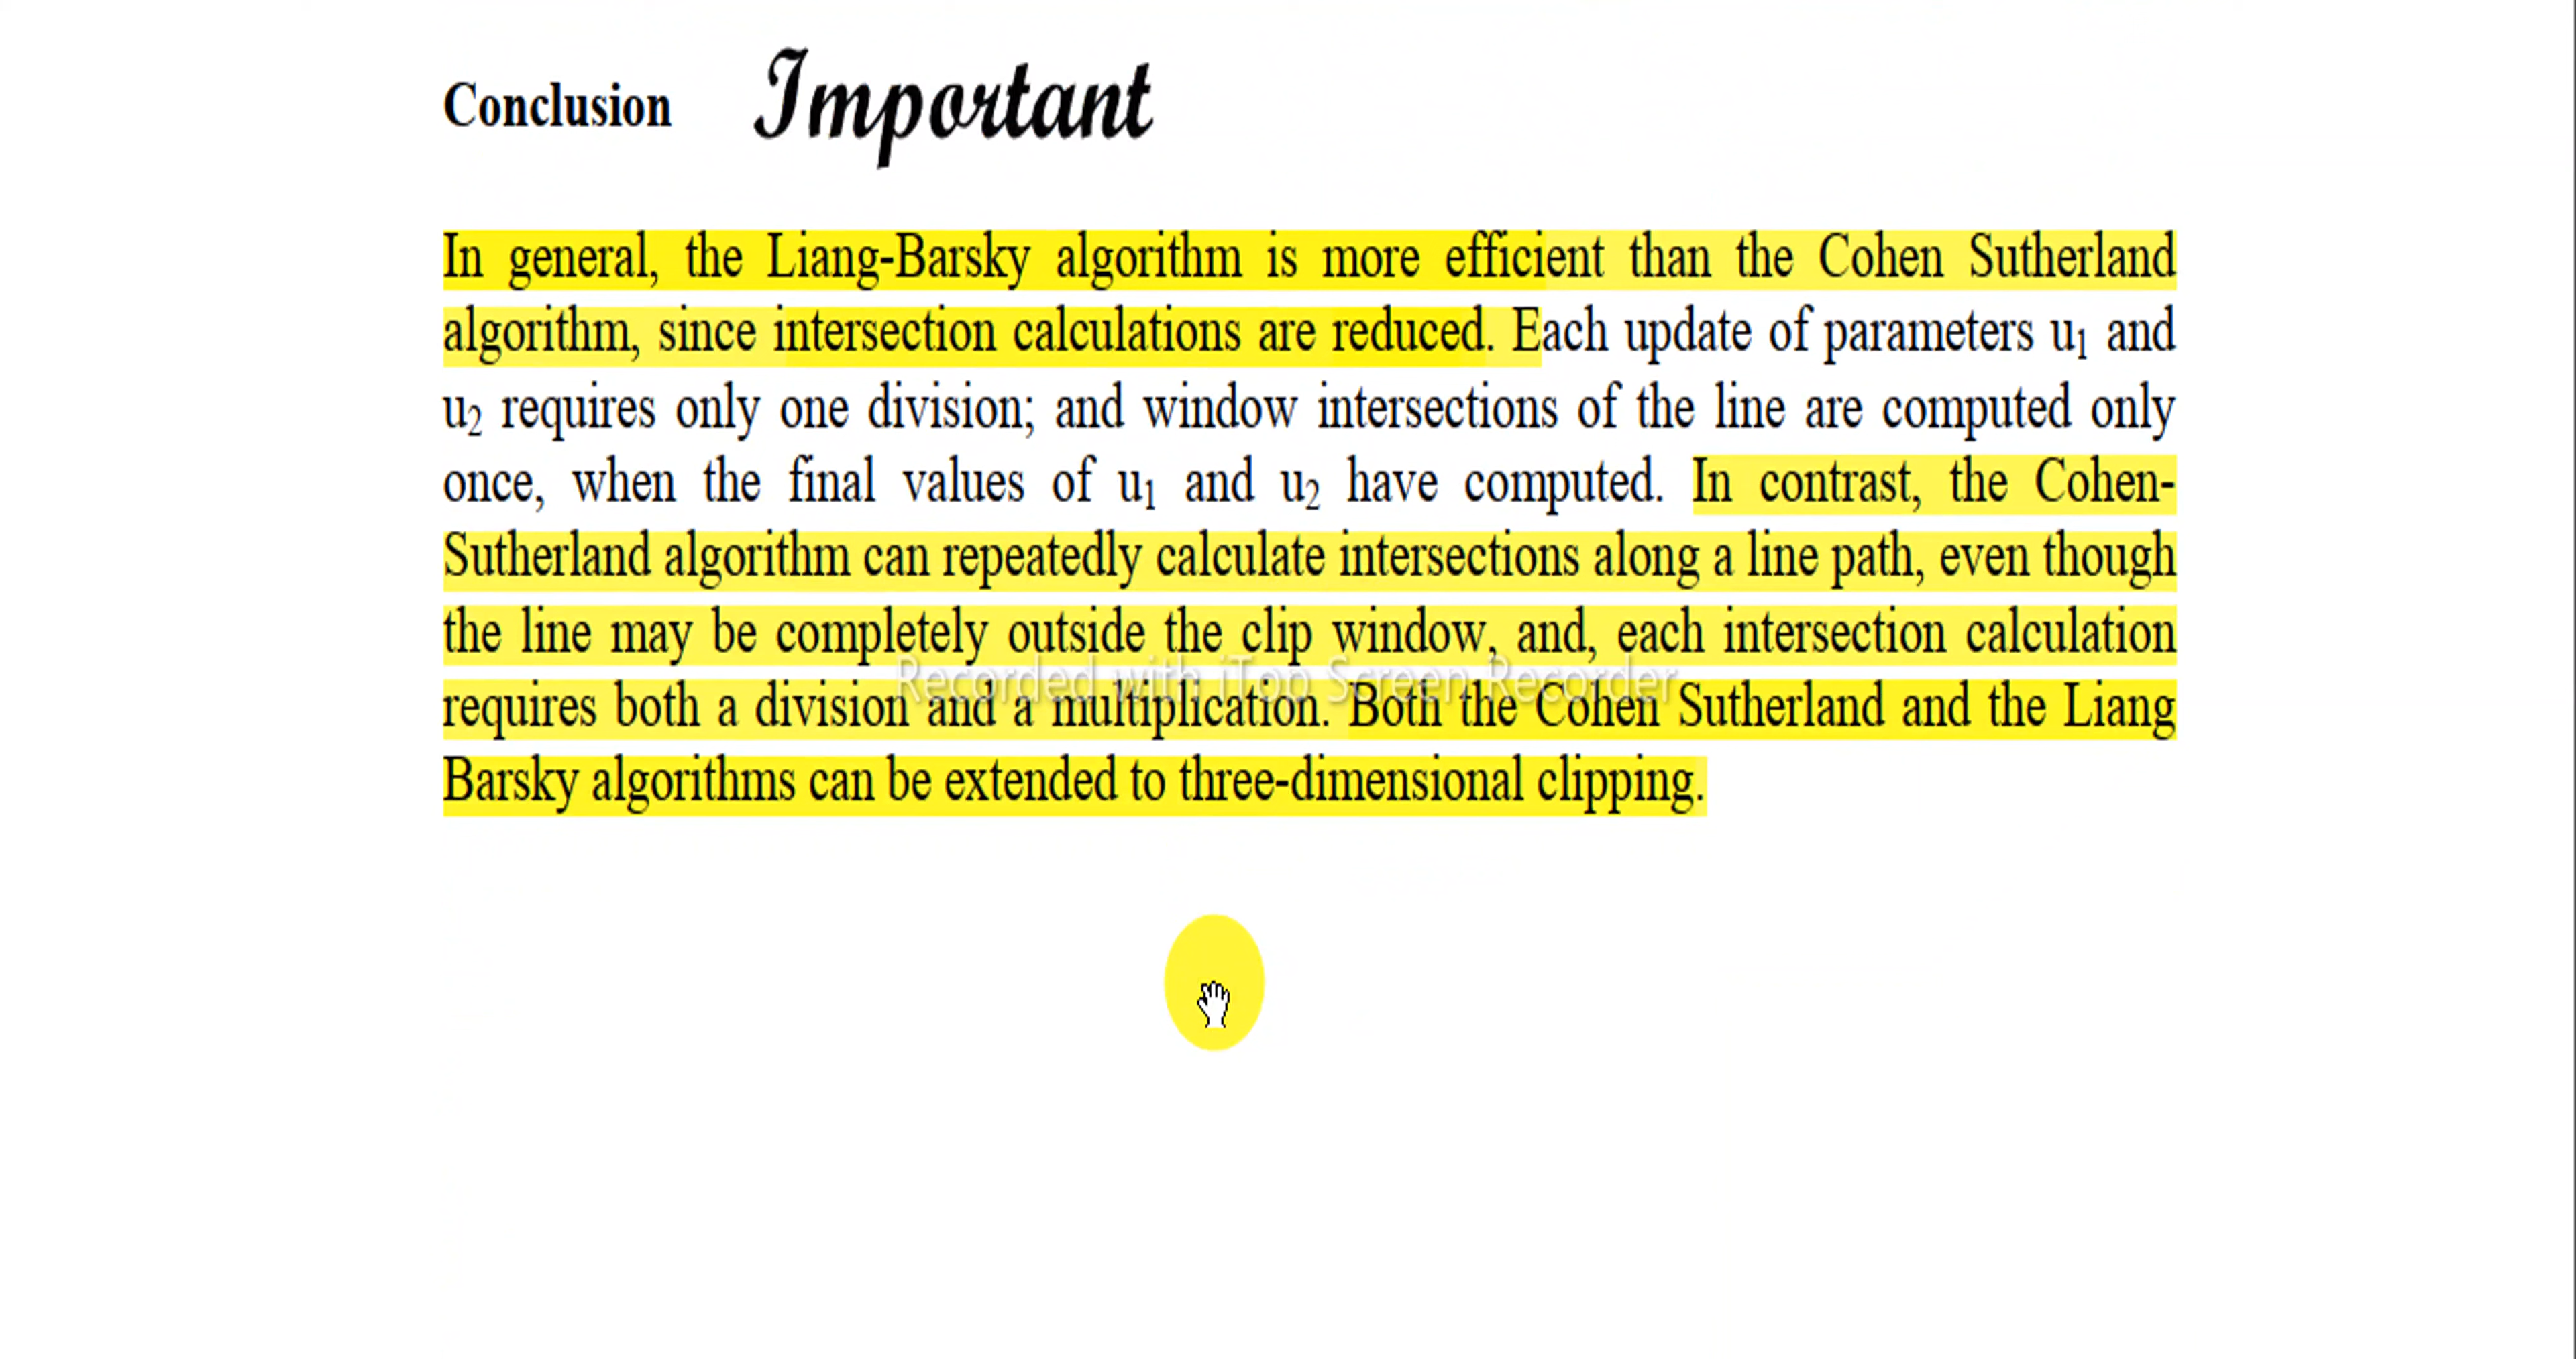 Conclusion Important
In general, the Liang-Barsky algorithm is more efficient than the Cohen Sutherland
algorithm, since intersection calculations are reduced. Each update of parameters u₁ and
u₂ requires only one division; and window intersections of the line are computed only
once, when the final values of u₁ and u₂ have computed. In contrast, the Cohen-
Sutherland algorithm can repeatedly calculate intersections along a line path, even though
the line may be completely outside the clip window, and, each intersection calculation
Recorded with iTop Screen Recorder
requires both a division and a multiplication. Both the Cohen Sutherland and the Liang
Barsky algorithms can be extended to three-dimensional clipping.